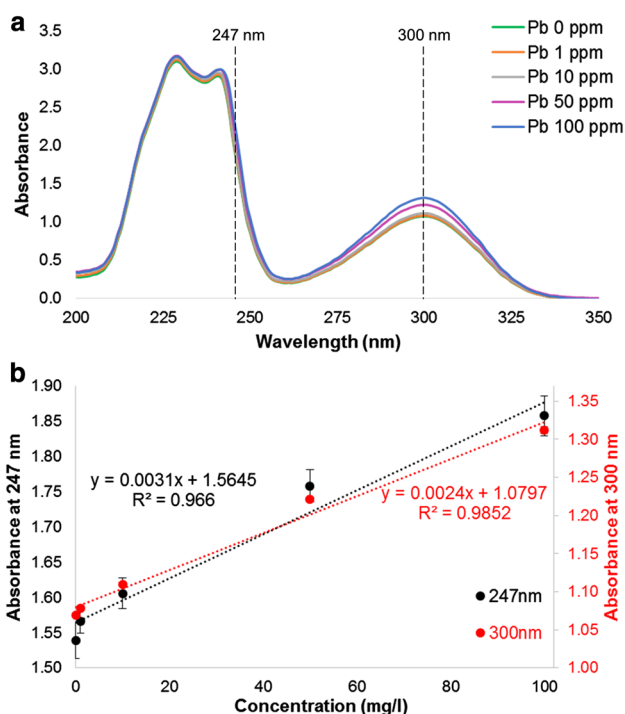 a
247 nm
300 nm
Pb 0 ppm
Pb 1 ppm
Pb 10 ppm
Pb 50 ppm
Pb 100 ppm
Absorbance
3.5
3.0
2.5
2.0
1.5
1.0
0.5
0.0
200
225
250
275
300
325
350
Wavelength (nm)
b
Absorbance at 247 nm
1.90
1.85
1.80
1.75
1.70
1.65
1.60
1.55
1.50
y = 0.0031x + 1.5645
R² = 0.966
y = 0.0024x + 1.0797
R² = 0.9852
247nm
300nm
1.35
1.30
1.25
1.20
1.15
1.10
1.05
1.00
Absorbance at 300 nm
0
20
40
60
80
100
Concentration (mg/l)